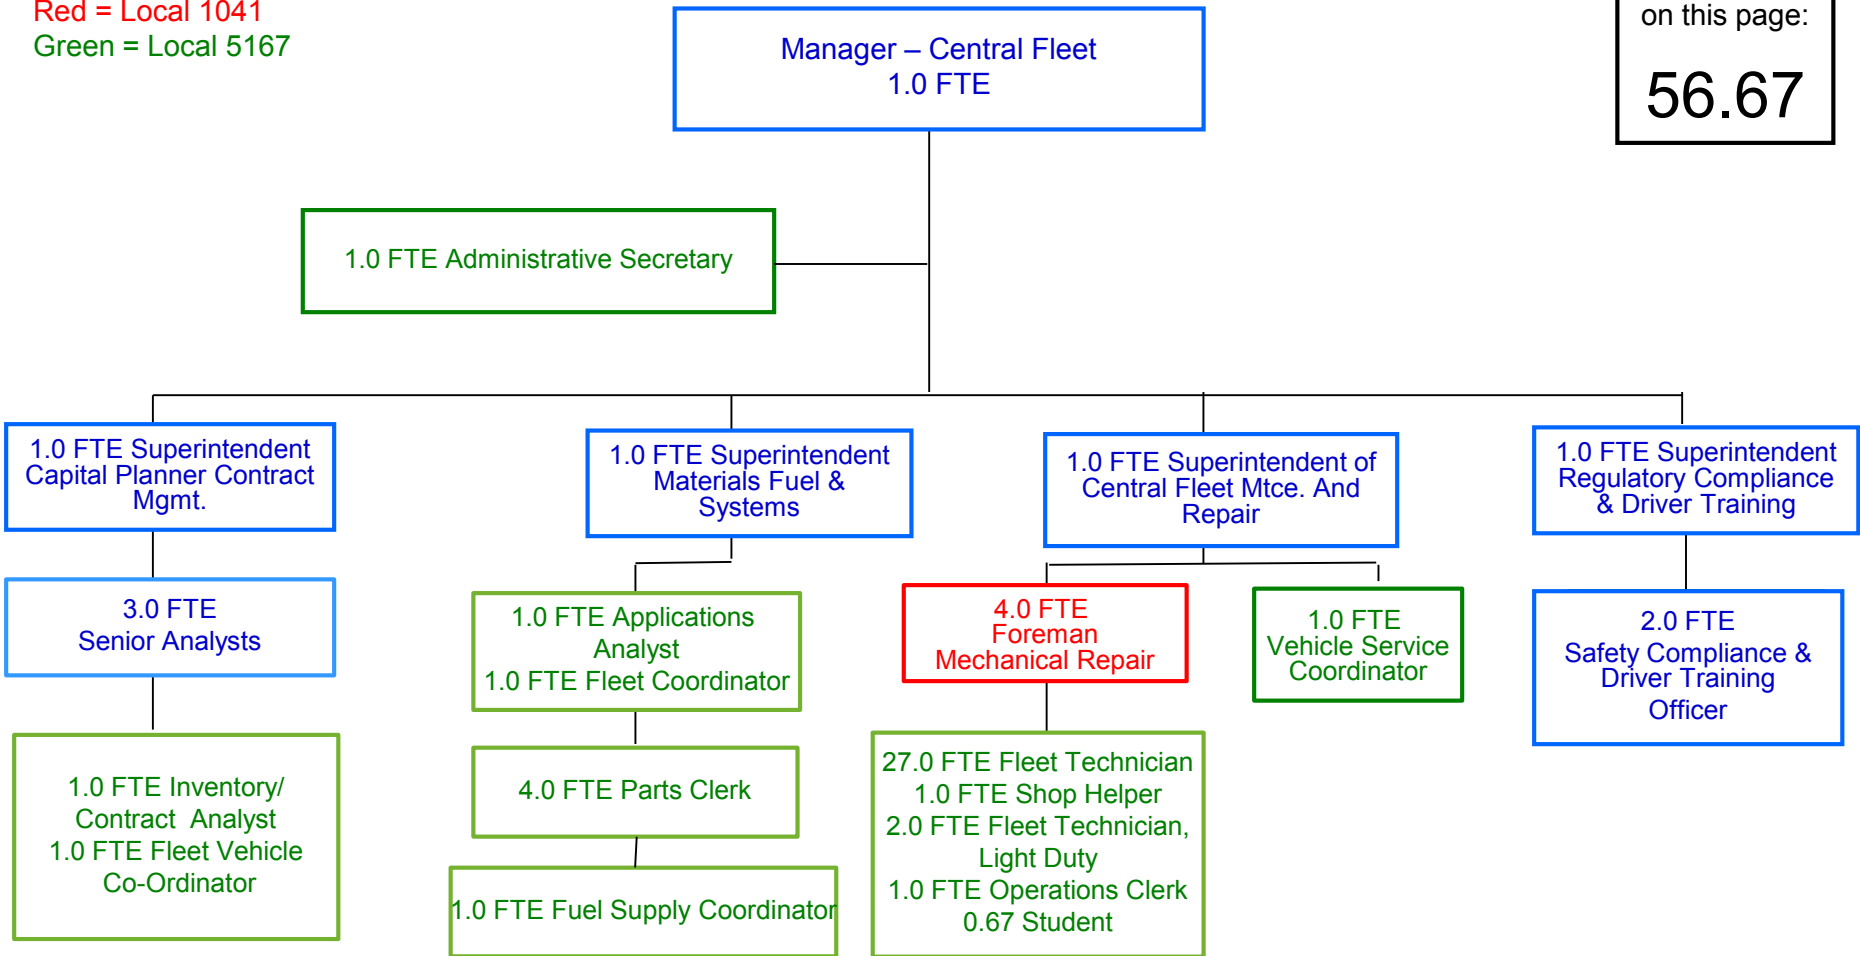 Red = Local 1041
Green = Local 5167
on this page:
56.67
Manager – Central Fleet
1.0 FTE
1.0 FTE Administrative Secretary
1.0 FTE Superintendent
Capital Planner Contract
Mgmt.
1.0 FTE Superintendent
Materials Fuel &
Systems
1.0 FTE Superintendent of
Central Fleet Mtce. And
Repair
1.0 FTE Superintendent
Regulatory Compliance
& Driver Training
3.0 FTE
Senior Analysts
1.0 FTE Applications
Analyst
1.0 FTE Fleet Coordinator
4.0 FTE
Foreman
Mechanical Repair
1.0 FTE
Vehicle Service
Coordinator
2.0 FTE
Safety Compliance &
Driver Training
Officer
1.0 FTE Inventory/
Contract Analyst
1.0 FTE Fleet Vehicle
Co-Ordinator
4.0 FTE Parts Clerk
1.0 FTE Fuel Supply Coordinator
27.0 FTE Fleet Technician
1.0 FTE Shop Helper
2.0 FTE Fleet Technician,
Light Duty
1.0 FTE Operations Clerk
0.67 Student